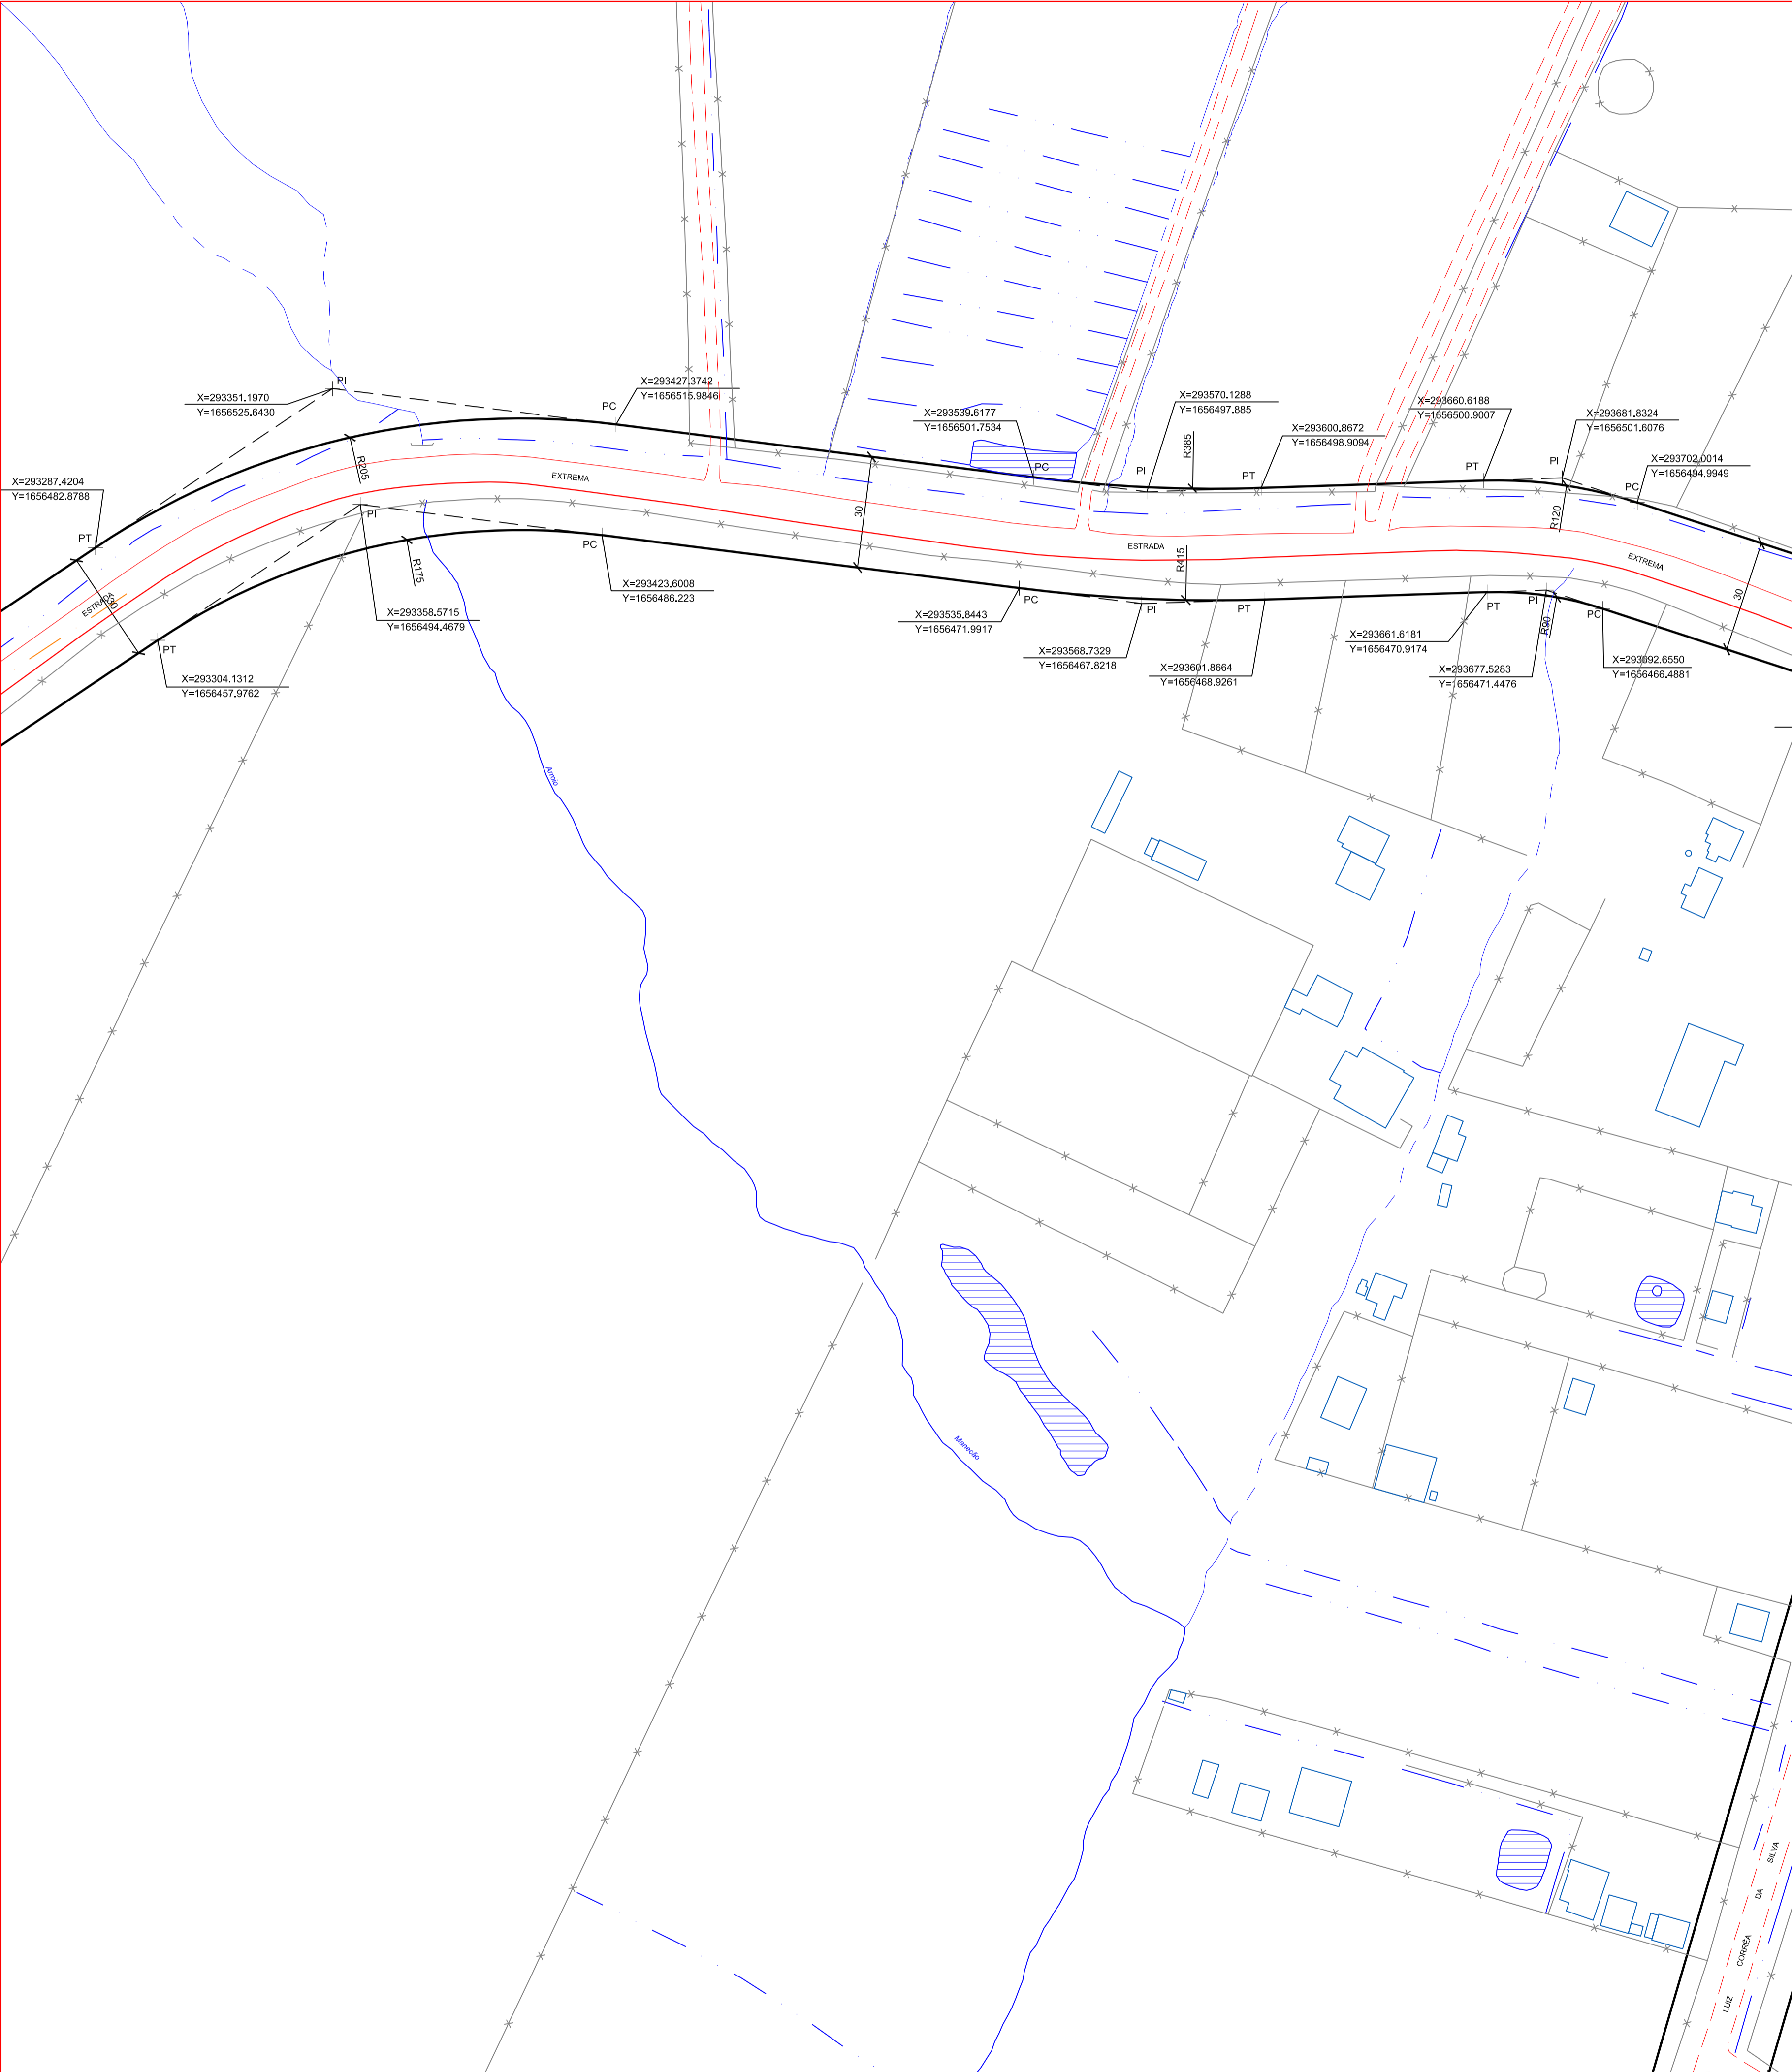 X=293427.3742
Y=1656515.9846
PI
X=293351.1970
Y=1656525.6430
PC
X=293570.1288
Y=1656497.885
X=293660.6188
Y=1656500.9007
X=293539.6177
Y=1656501.7534
X=293681.8324
Y=1656501.6076
X=293600.8672
Y=1656498.9094
R385
R205
PC
PI
PT
PT
PI
X=293702.0014
Y=1656494.9949
PC
EXTREMA
X=293287.4204
Y=1656482.8788
PT
30
R120
PI
ESTRADA
R415
EXTREMA
PC
R175
X=293423.6008
Y=1656486.223
ESTRADA
30
30
X=293358.5715
Y=1656494.4679
PC
PI
PT
PT
PI
PC
R90
X=293535.8443
Y=1656471.9917
X=293661.6181
Y=1656470.9174
PT
X=293568.7329
Y=1656467.8218
X=293601.8664
Y=1656468.9261
X=293677.5283
Y=1656471.4476
X=293692.6550
Y=1656466.4881
X=293304.1312
Y=1656457.9762
Arroio
Manecão
LUIZ CORRÊA DA SILVA